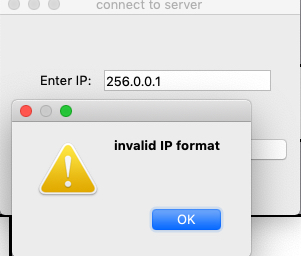 connect to server
Enter IP: 256.0.0.1
invalid IP format
OK